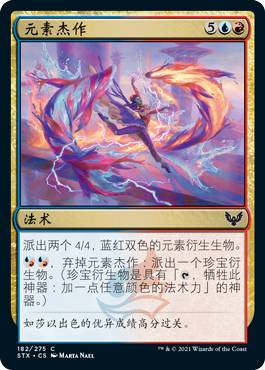 元素杰作 5
法术
派出两个 4/4，蓝红双色的元素衍生生物。
，弃掉元素杰作：派出一个珍宝衍
生物。（珍宝衍生物是具有「，牺牲此
神器：加一点任意颜色的法术力」的神
器。）
如莎以出色的优异成绩高分过关。
182/275 C
STX • CS MARTA NAEL
™ & © 2021 Wizards of the Coast